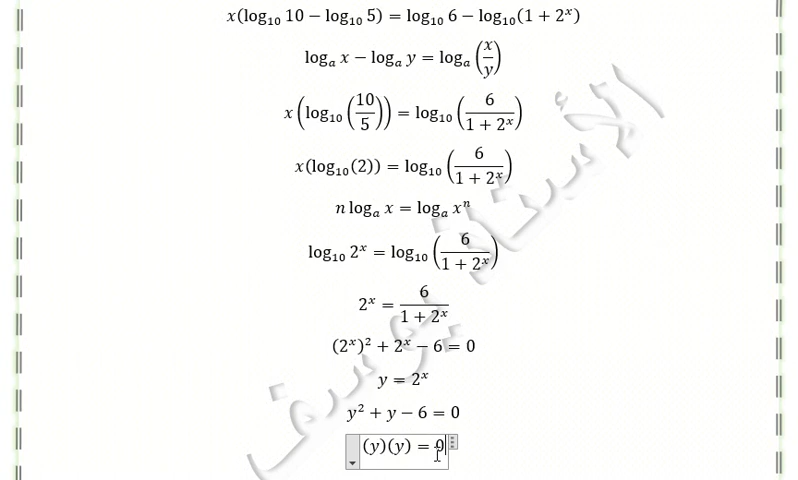 x(log₁₀ 10 − log₁₀ 5) = log₁₀ 6 − log₁₀(1 + 2ˣ)
logₐ x − logₐ y = logₐ (x/y)
x(log₁₀ (10/5)) = log₁₀ (6/(1 + 2ˣ))
x(log₁₀(2)) = log₁₀ (6/(1 + 2ˣ))
n logₐ x = logₐ xⁿ
log₁₀ 2ˣ = log₁₀ (6/(1 + 2ˣ))
2ˣ = 6/(1 + 2ˣ)
(2ˣ)² + 2ˣ − 6 = 0
y = 2ˣ
y² + y − 6 = 0
(y)(y) = 0
الأستاذ يوسف